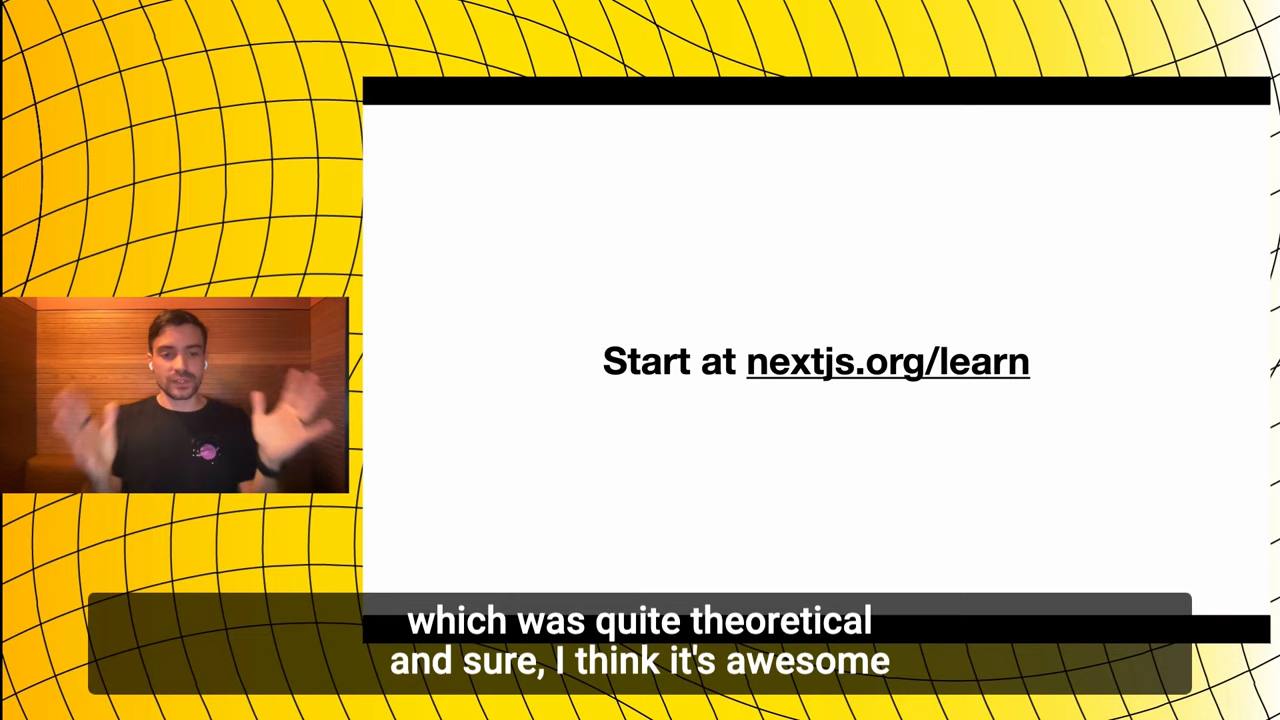 Start at nextjs.org/learn
which was quite theoretical
and sure, I think it's awesome